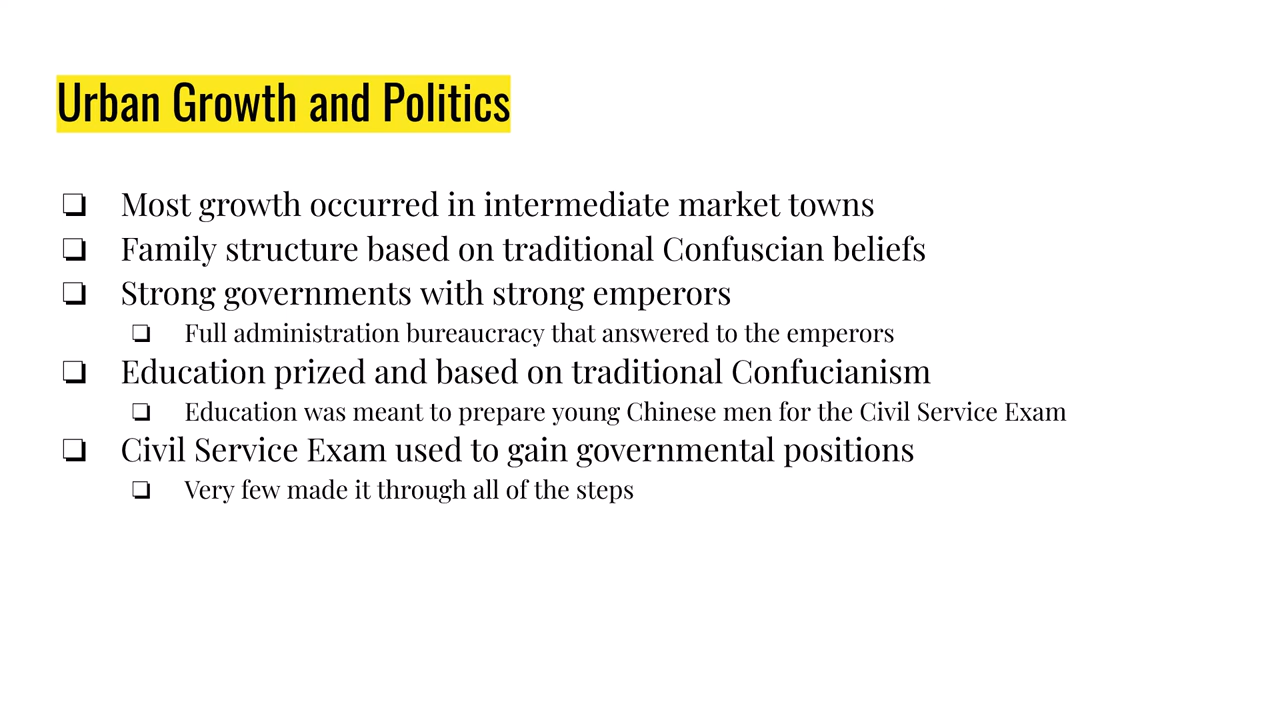 Urban Growth and Politics
❏ Most growth occurred in intermediate market towns
❏ Family structure based on traditional Confuscian beliefs
❏ Strong governments with strong emperors
❏ Full administration bureaucracy that answered to the emperors
❏ Education prized and based on traditional Confucianism
❏ Education was meant to prepare young Chinese men for the Civil Service Exam
❏ Civil Service Exam used to gain governmental positions
❏ Very few made it through all of the steps